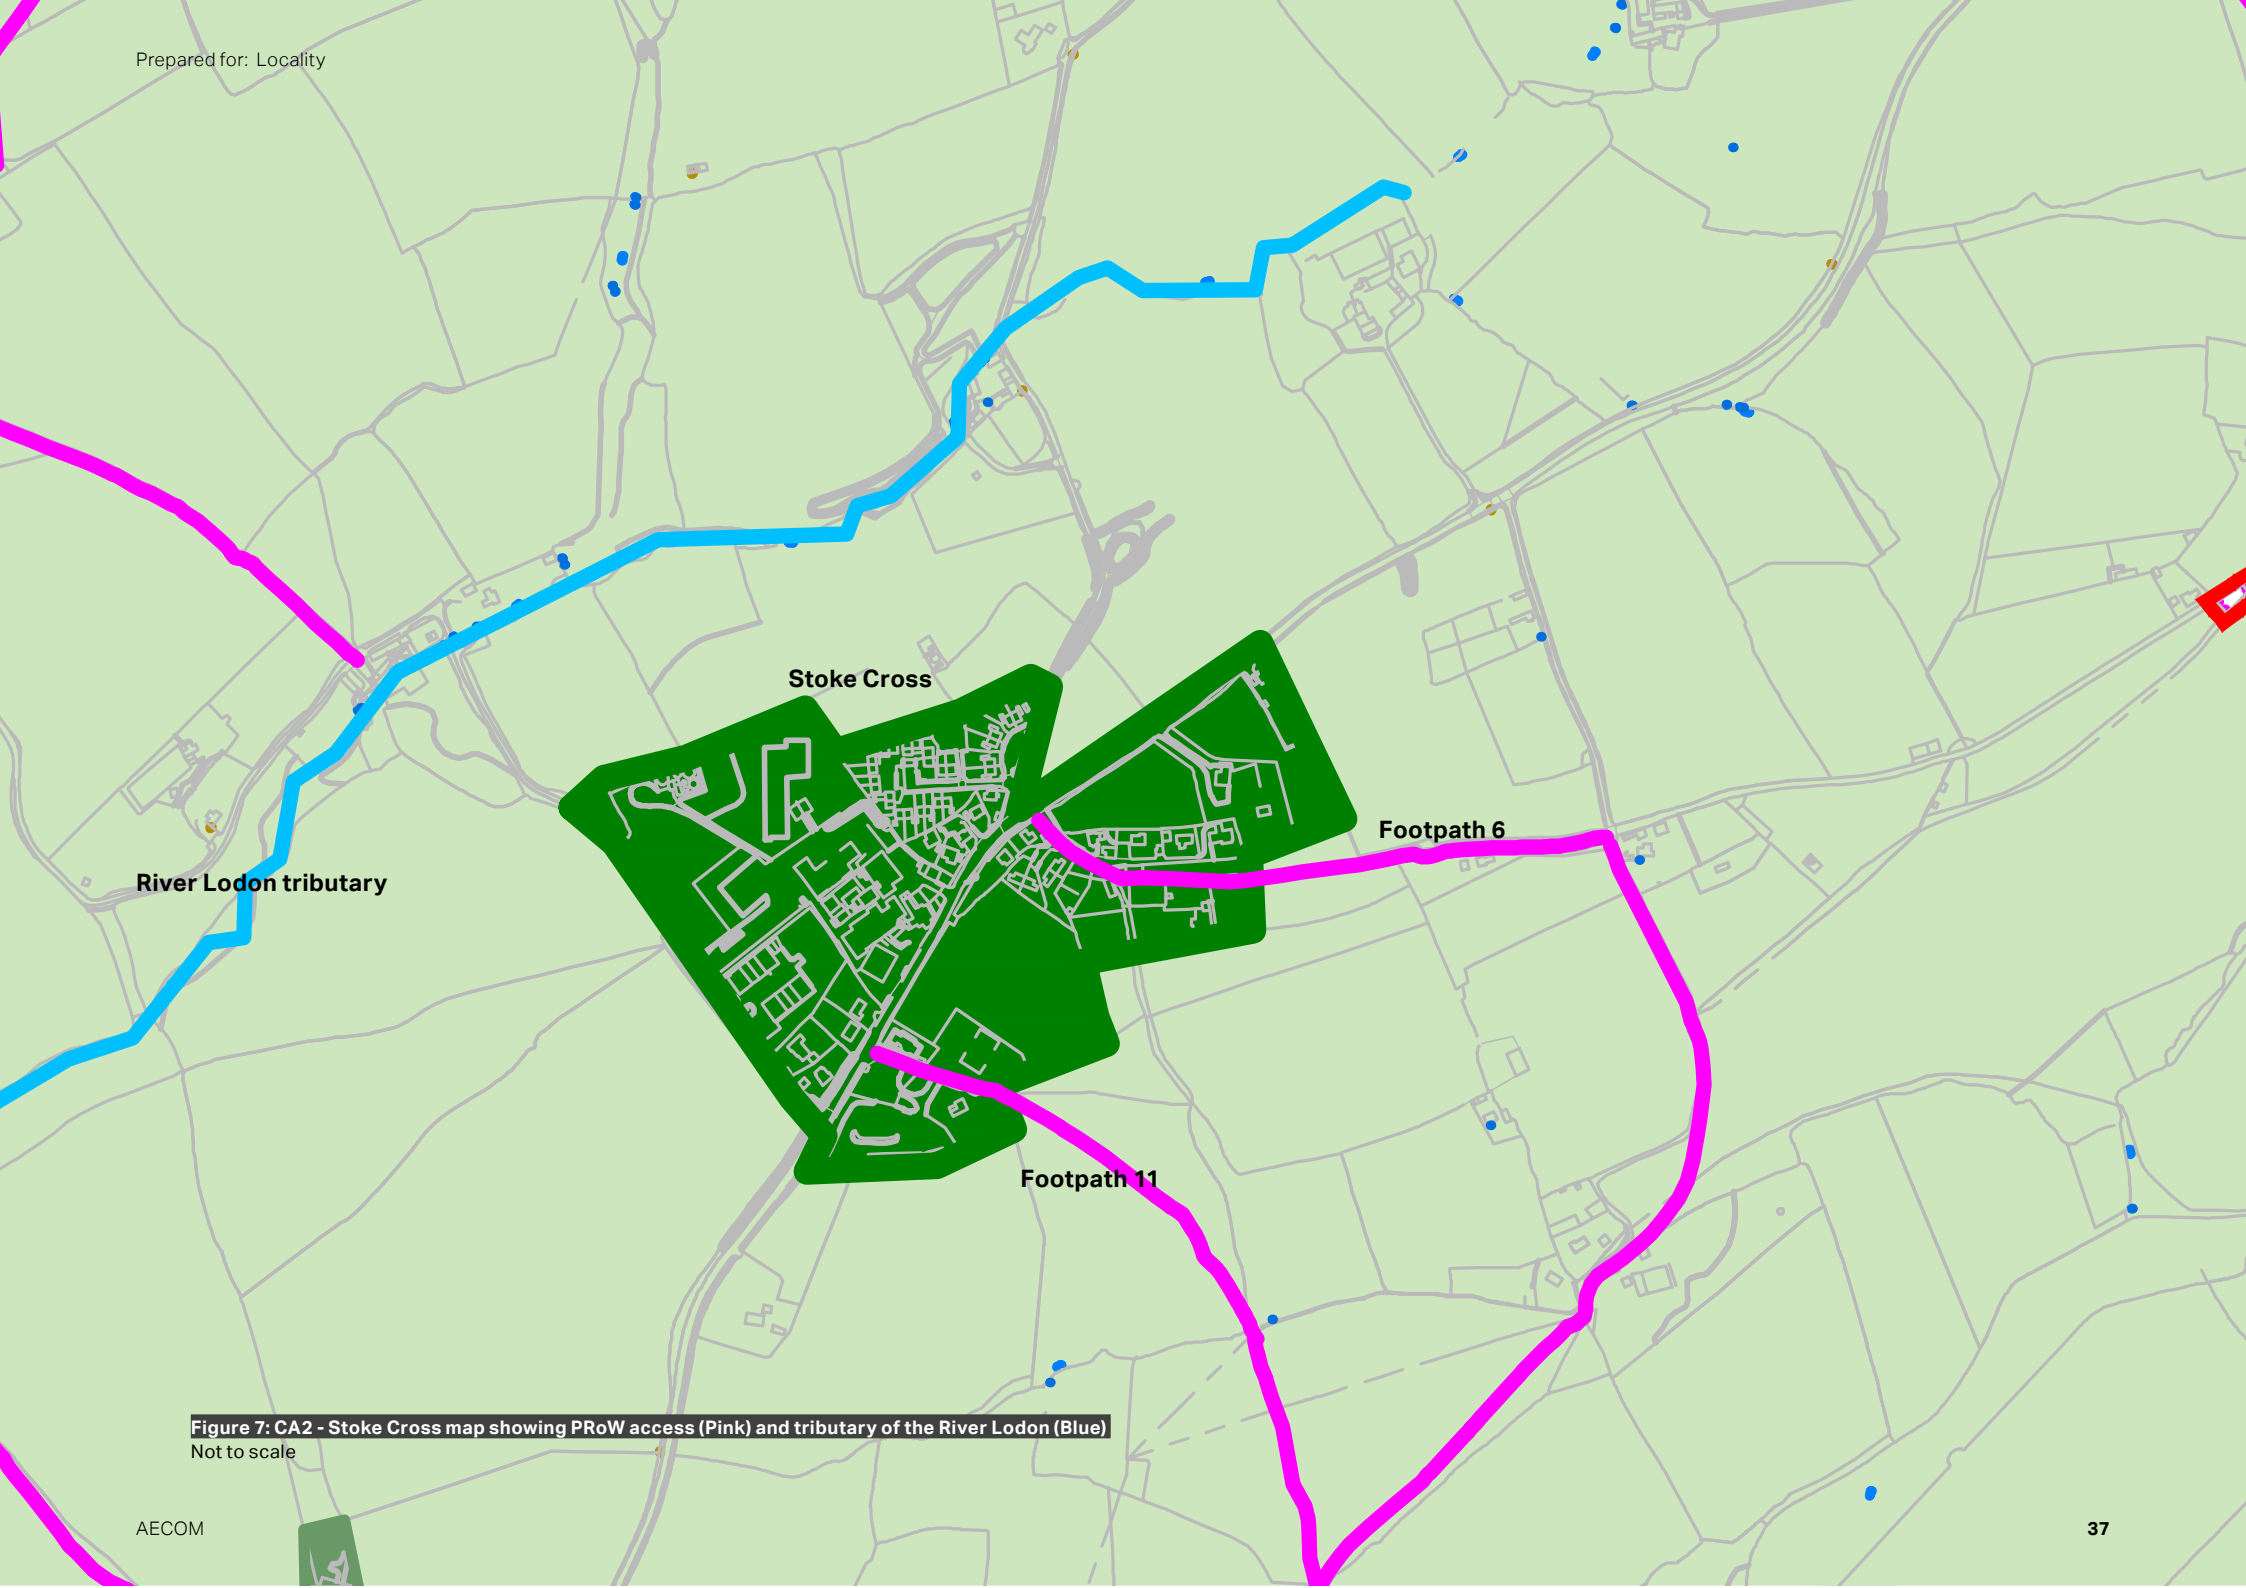 Prepared for: Locality
Stoke Cross
Footpath 6
River Lodon tributary
Footpath 11
Figure 7: CA2 - Stoke Cross map showing PRoW access (Pink) and tributary of the River Lodon (Blue)
Not to scale
AECOM
37